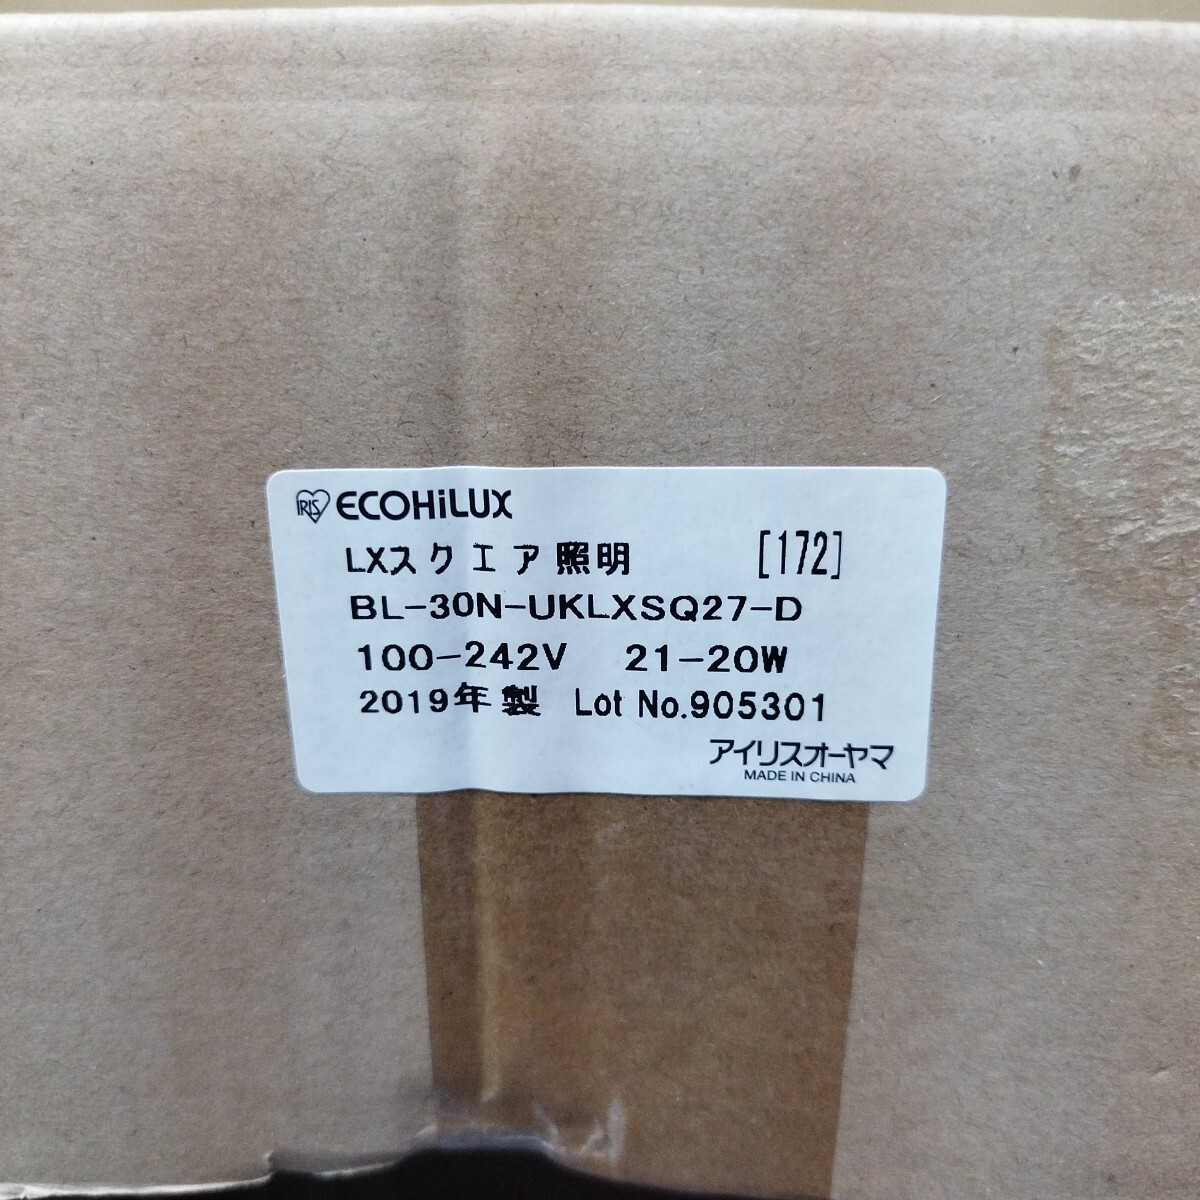 IRIS ECOHiLUX
LXスクエア照明 [172]
BL-30N-UKLXSQ27-D
100-242V 21-20W
2019年製 Lot No.905301
アイリスオーヤマ
MADE IN CHINA